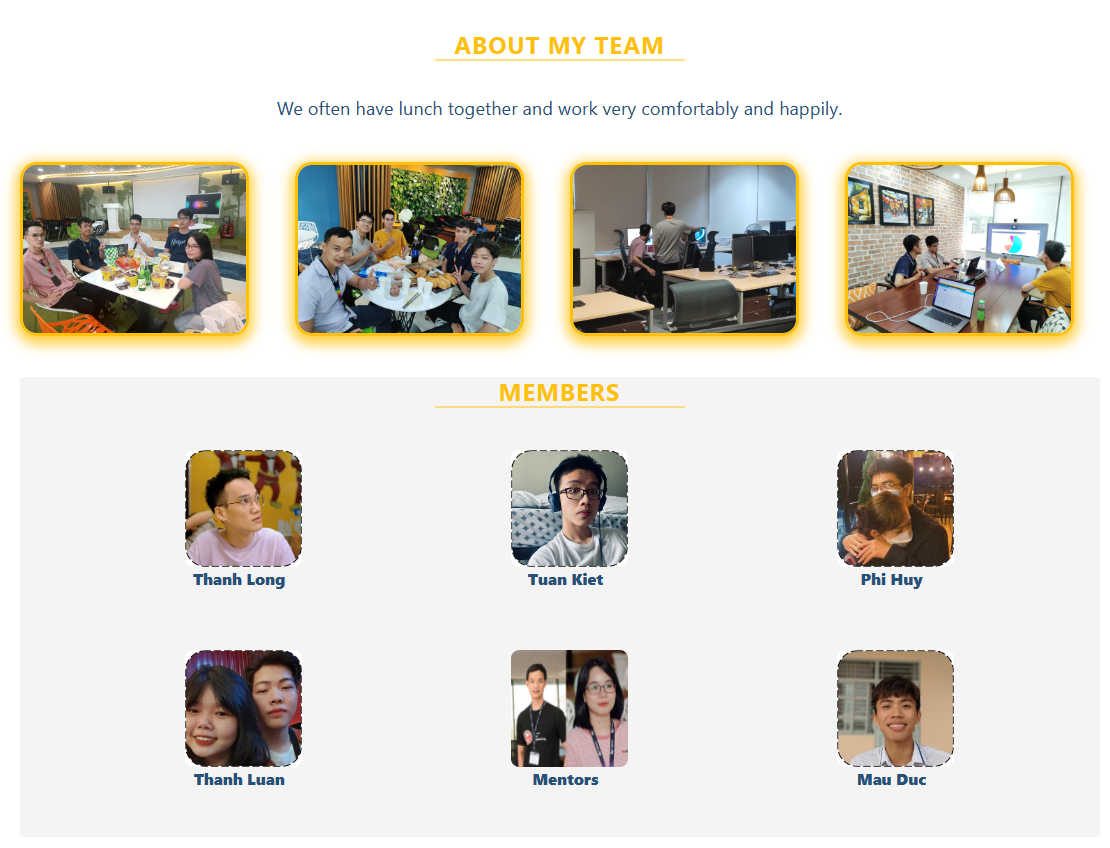 ABOUT MY TEAM
We often have lunch together and work very comfortably and happily.
MEMBERS
Thanh Long
Tuan Kiet
Phi Huy
Thanh Luan
Mentors
Mau Duc